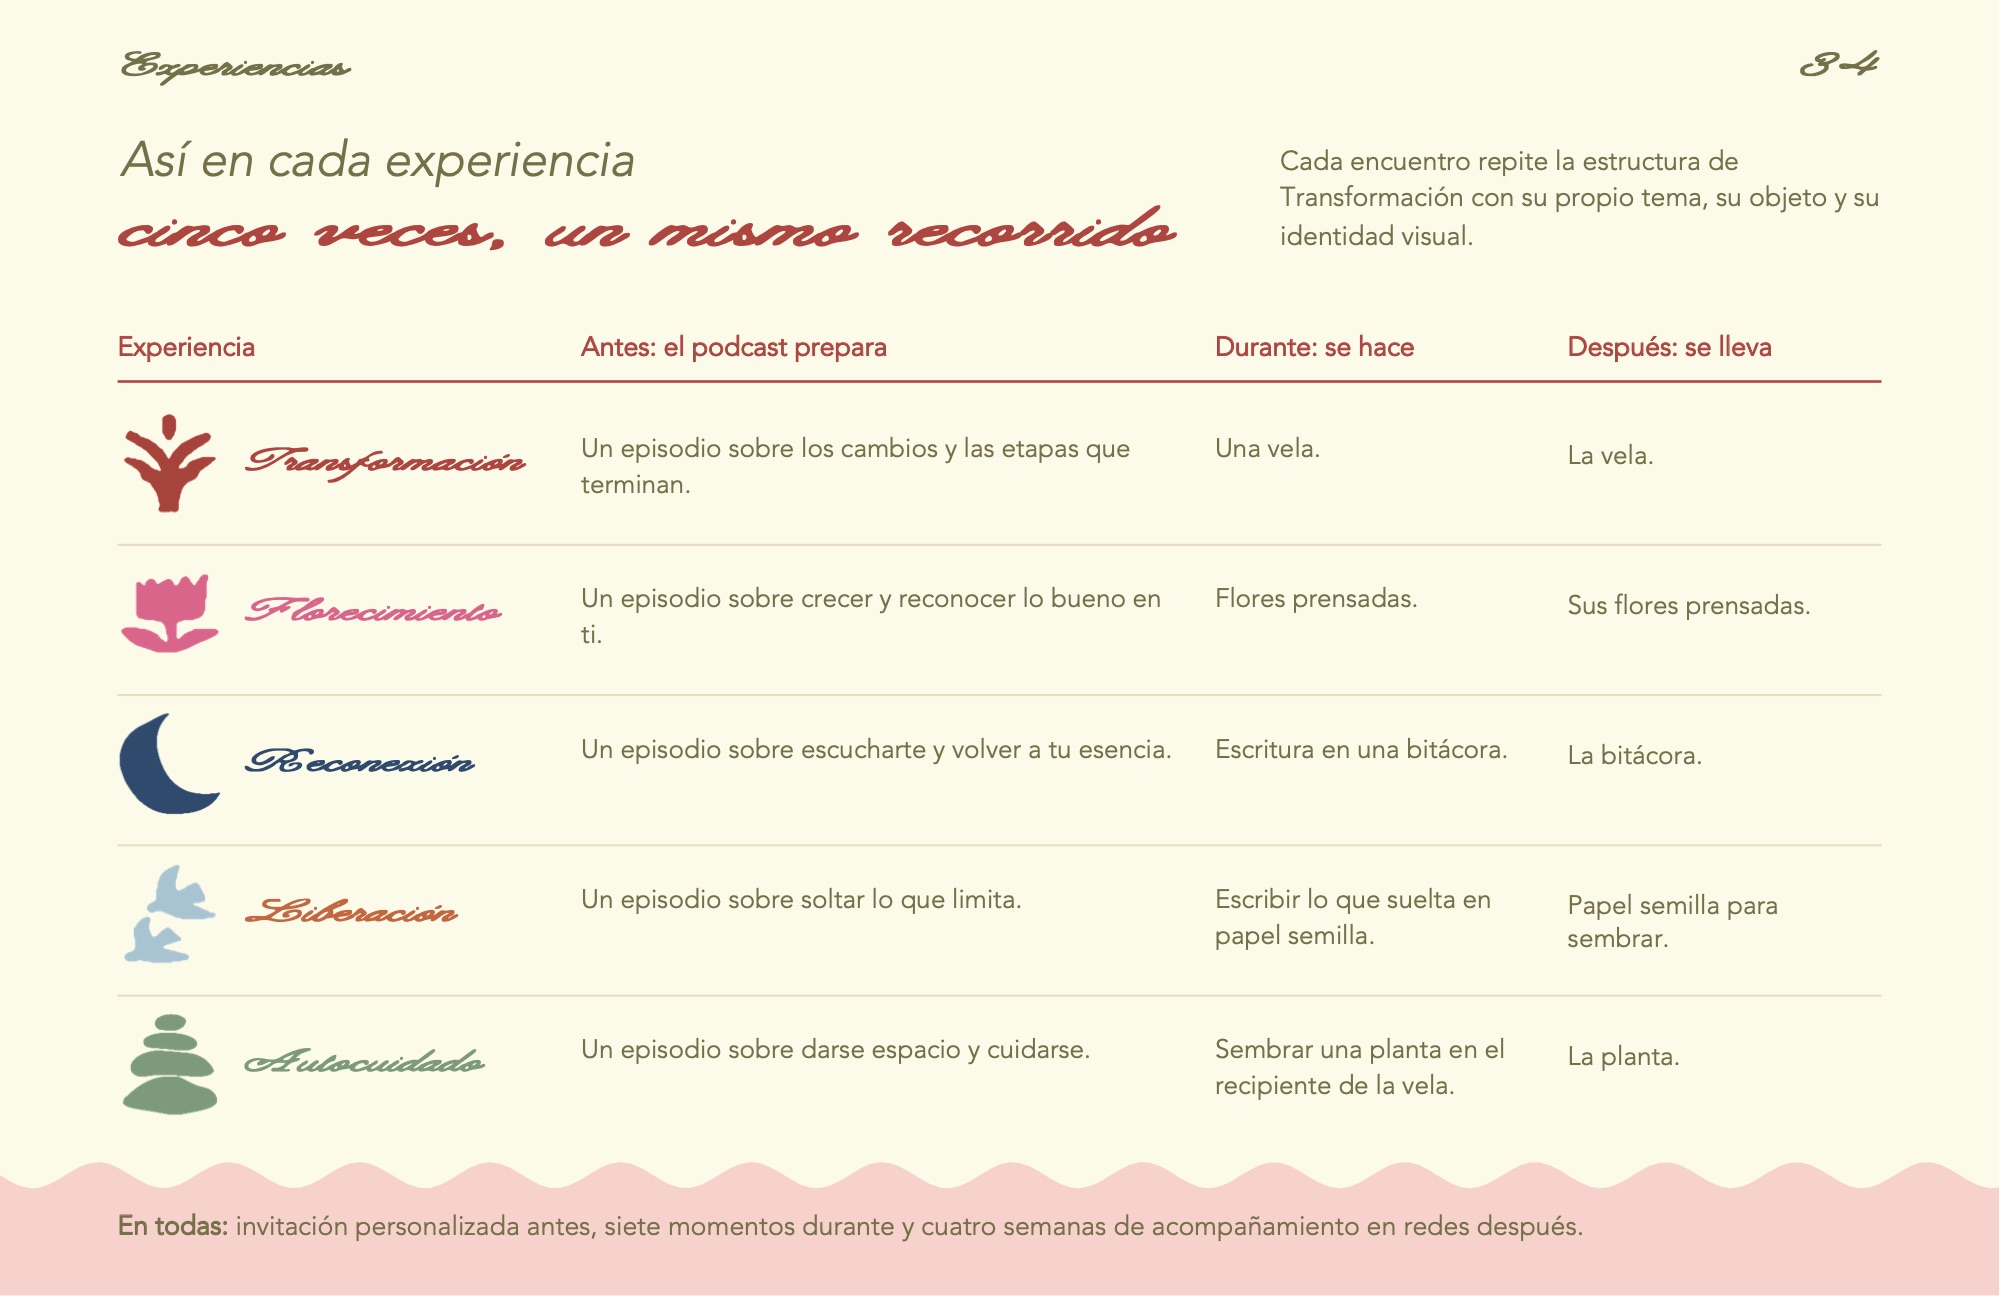 Experiencias
34
Así en cada experiencia
cinco veces, un mismo recorrido
Cada encuentro repite la estructura de
Transformación con su propio tema, su objeto y su
identidad visual.
Experiencia
Antes: el podcast prepara
Durante: se hace
Después: se lleva
Transformación
Un episodio sobre los cambios y las etapas que
terminan.
Una vela.
La vela.
Florecimiento
Un episodio sobre crecer y reconocer lo bueno en
ti.
Flores prensadas.
Sus flores prensadas.
Reconexión
Un episodio sobre escucharte y volver a tu esencia.
Escritura en una bitácora.
La bitácora.
Liberación
Un episodio sobre soltar lo que limita.
Escribir lo que suelta en
papel semilla.
Papel semilla para
sembrar.
Autocuidado
Un episodio sobre darse espacio y cuidarse.
Sembrar una planta en el
recipiente de la vela.
La planta.
En todas: invitación personalizada antes, siete momentos durante y cuatro semanas de acompañamiento en redes después.